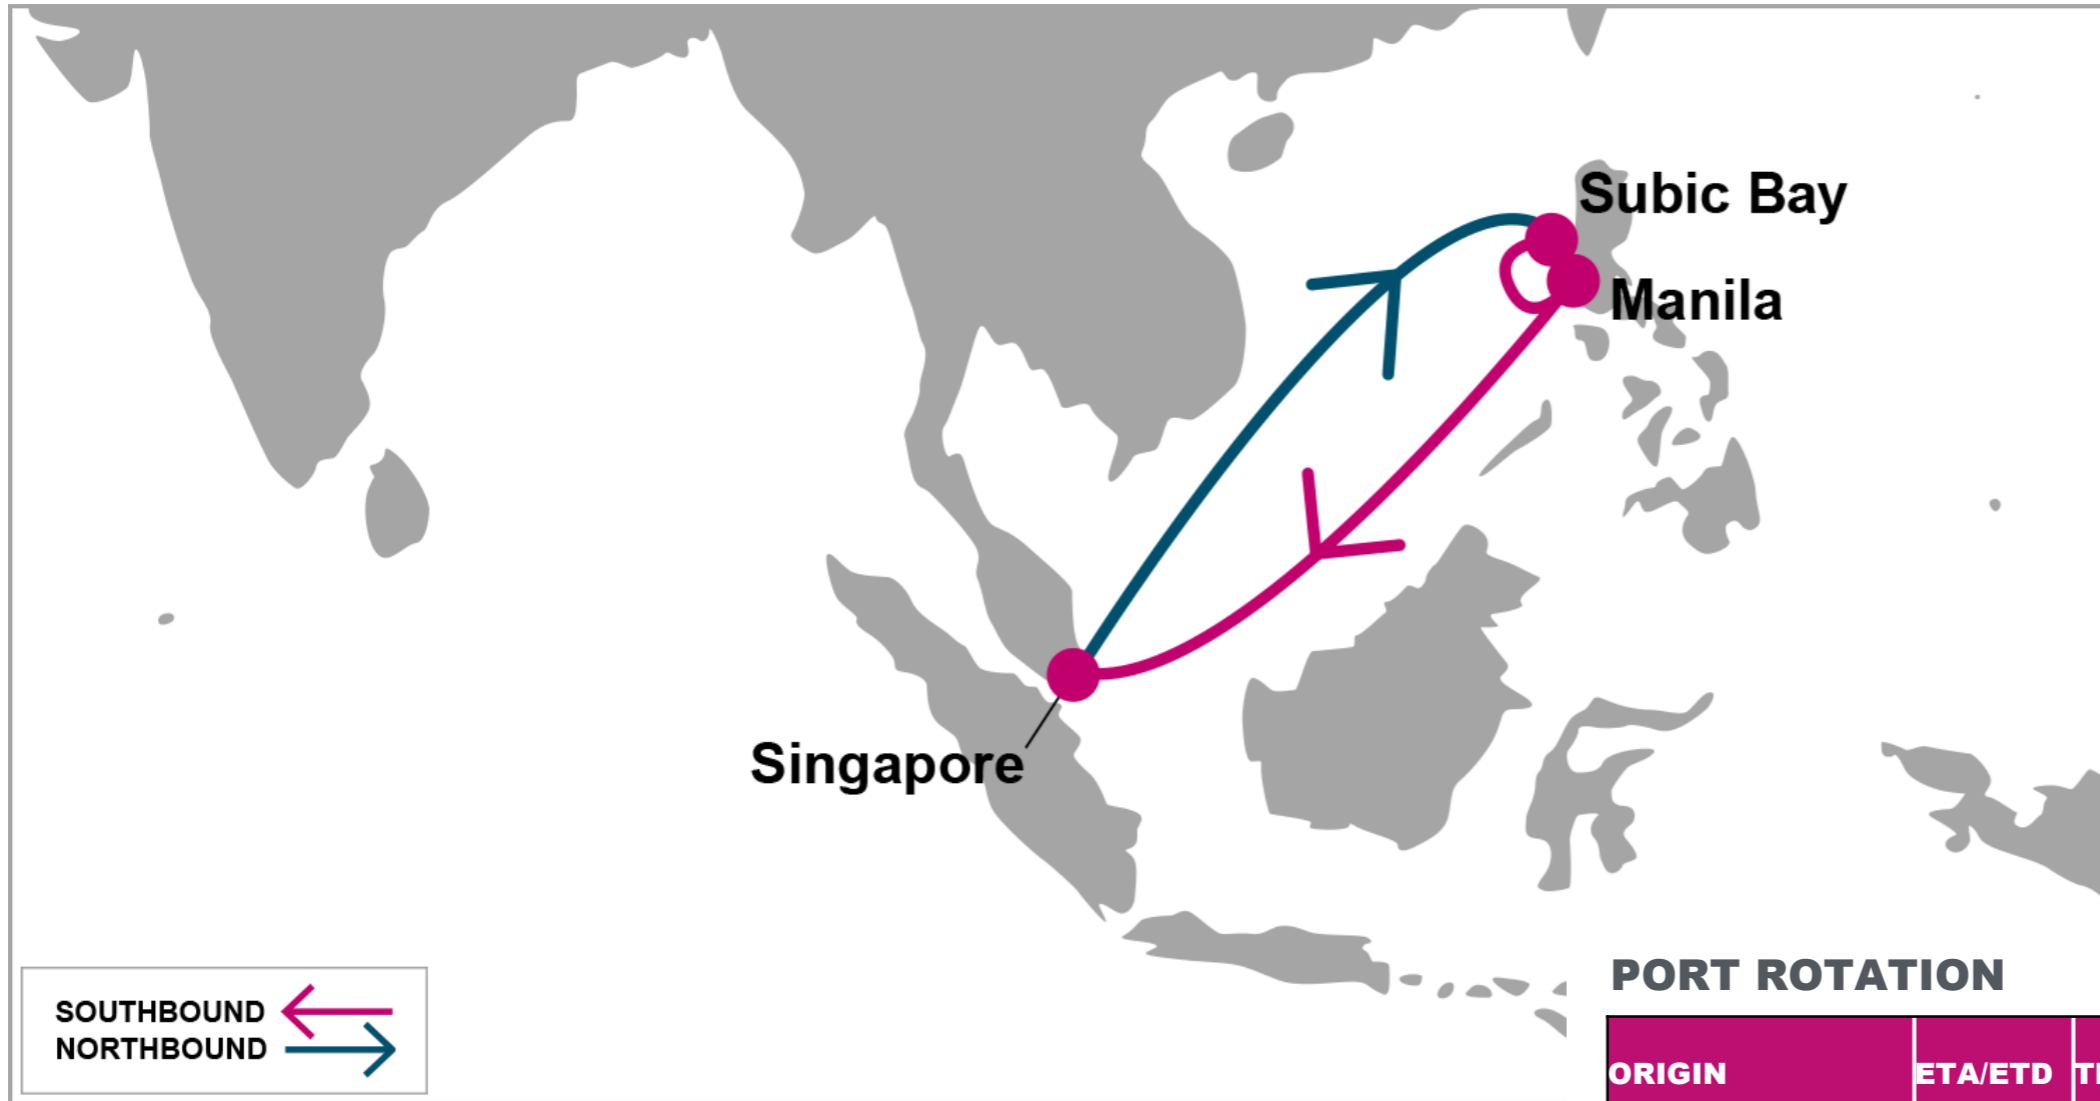 Subic Bay
Manila
Singapore
SOUTHBOUND
NORTHBOUND
PORT ROTATION
ORIGIN ETA/ETD